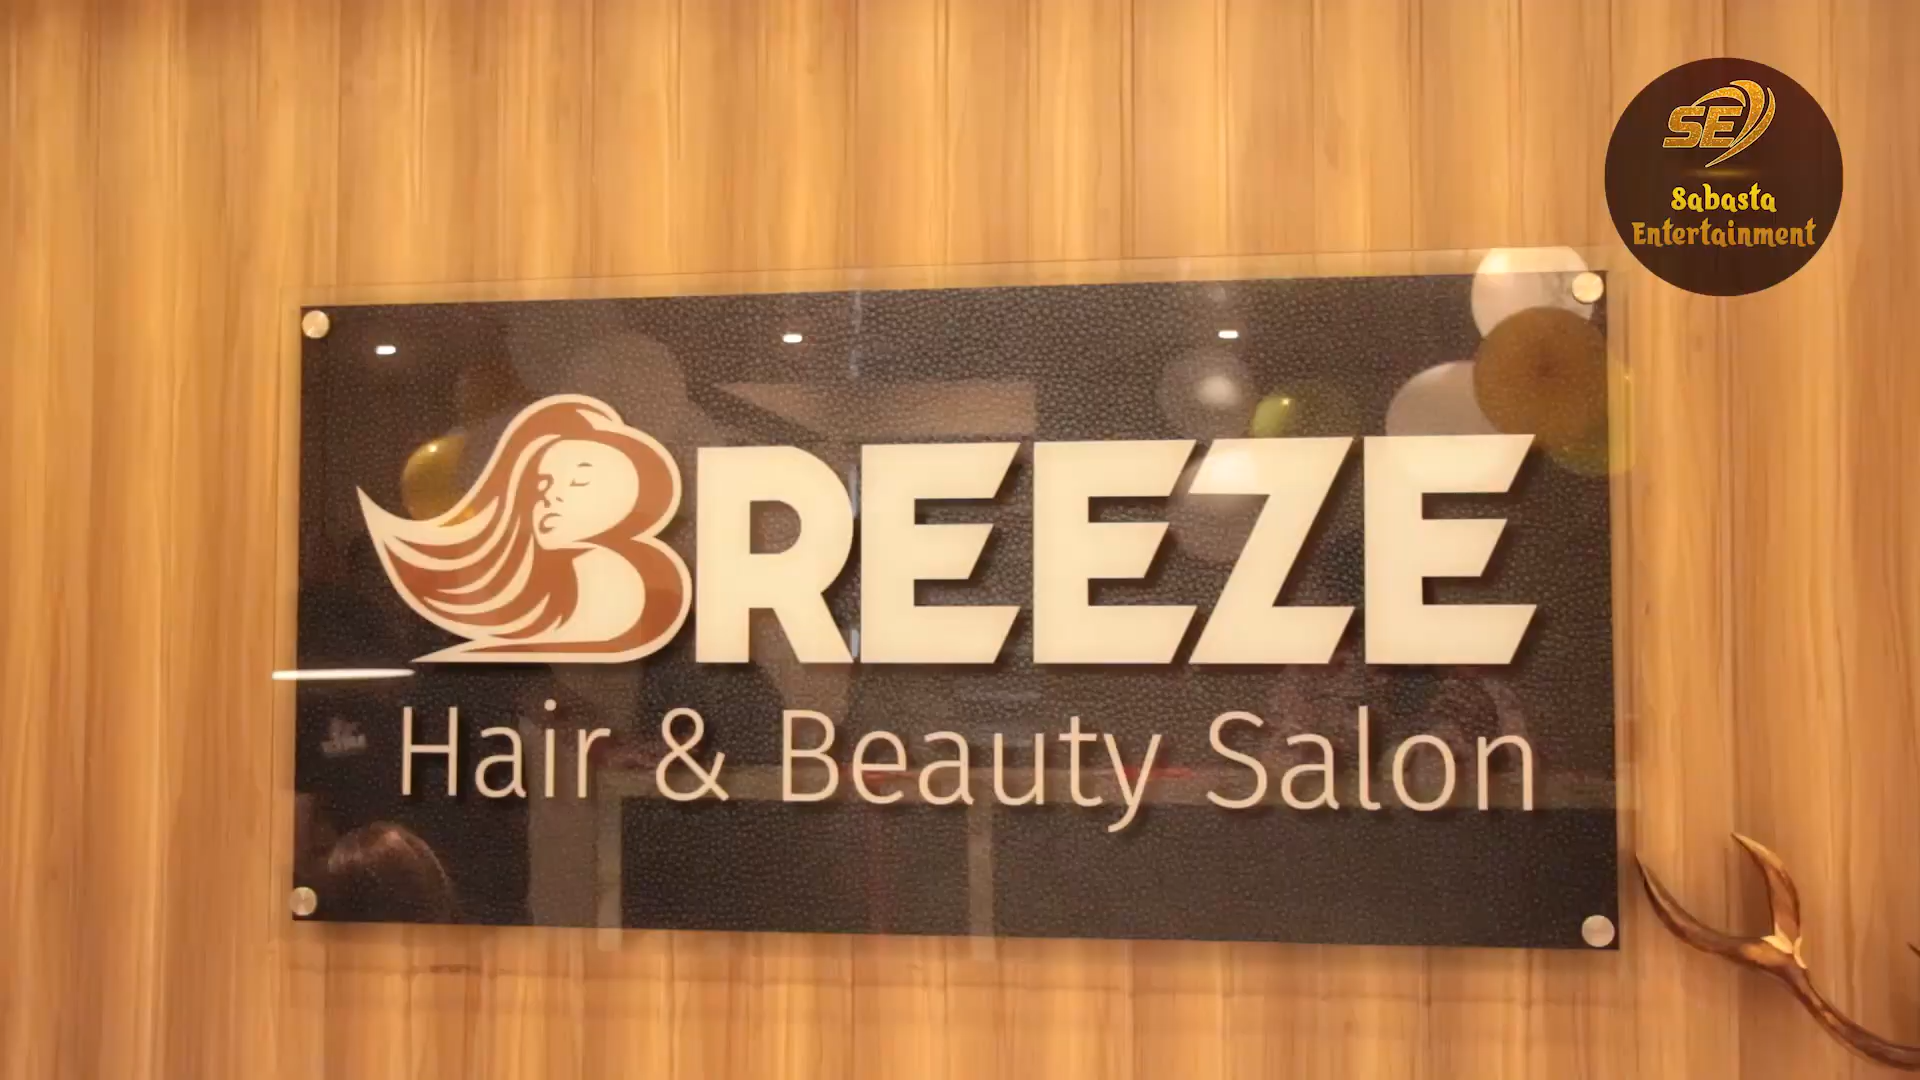 SE
Sabasta
Entertainment
BREEZE
Hair & Beauty Salon